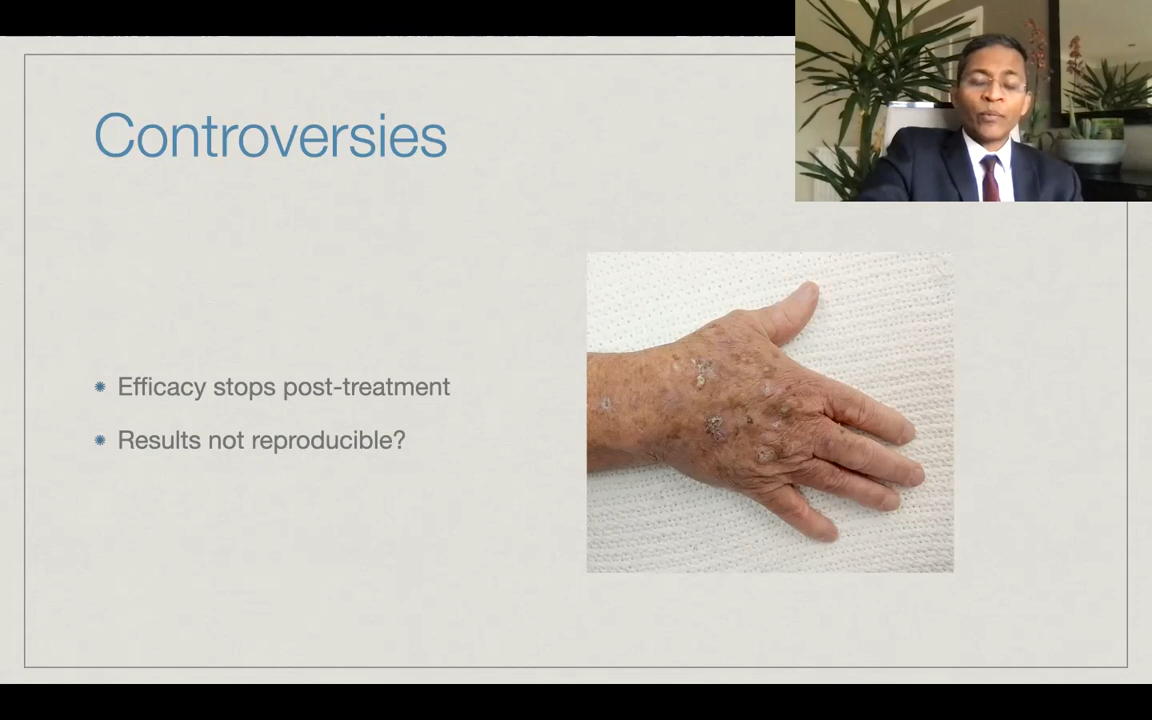 Controversies
Efficacy stops post-treatment
Results not reproducible?